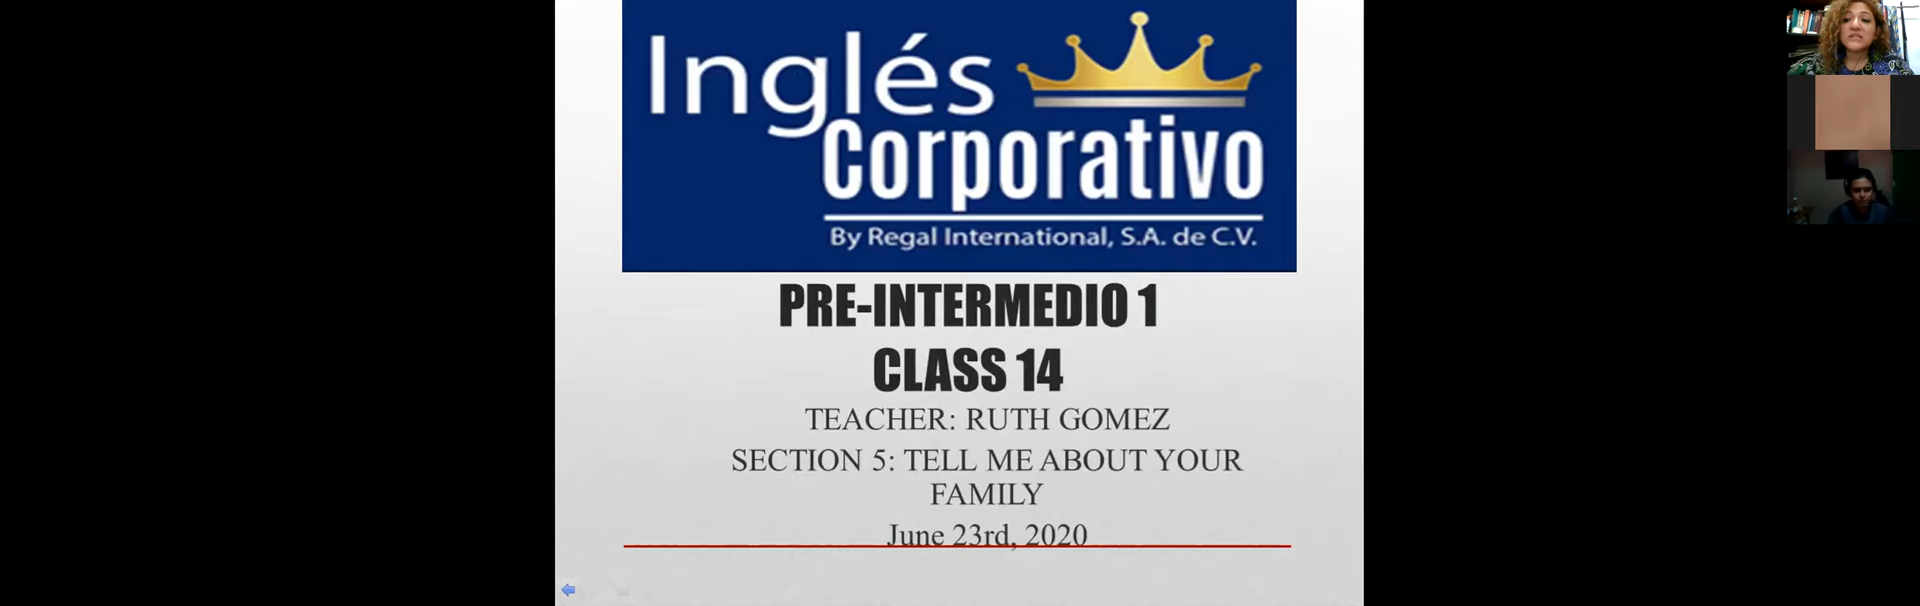 Inglés
Corporativo
By Regal International, S.A. de C.V.
PRE-INTERMEDIO 1
CLASS 14
TEACHER: RUTH GOMEZ
SECTION 5: TELL ME ABOUT YOUR
FAMILY
June 23rd, 2020